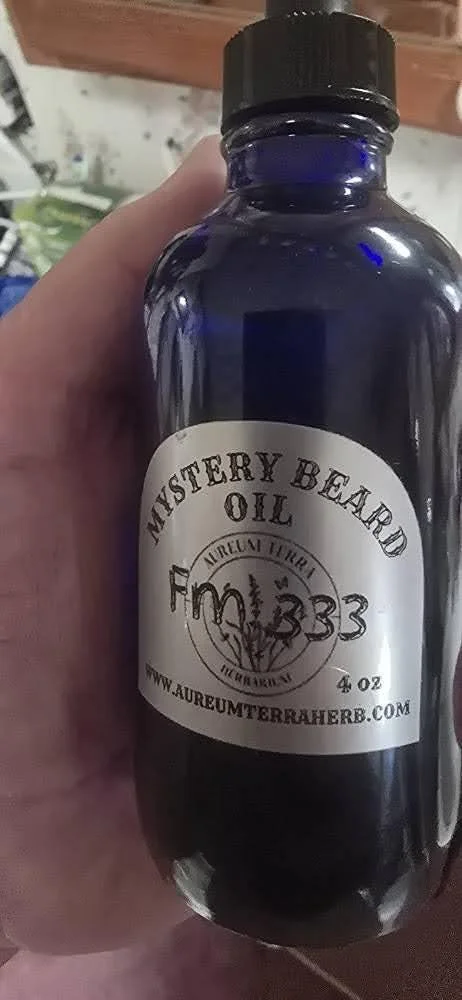 MYSTERY BEARD
OIL
AUREUM TERRA
Fm 333
HERBARIUM
4 oz
WWW.AUREUMTERRAHERB.COM